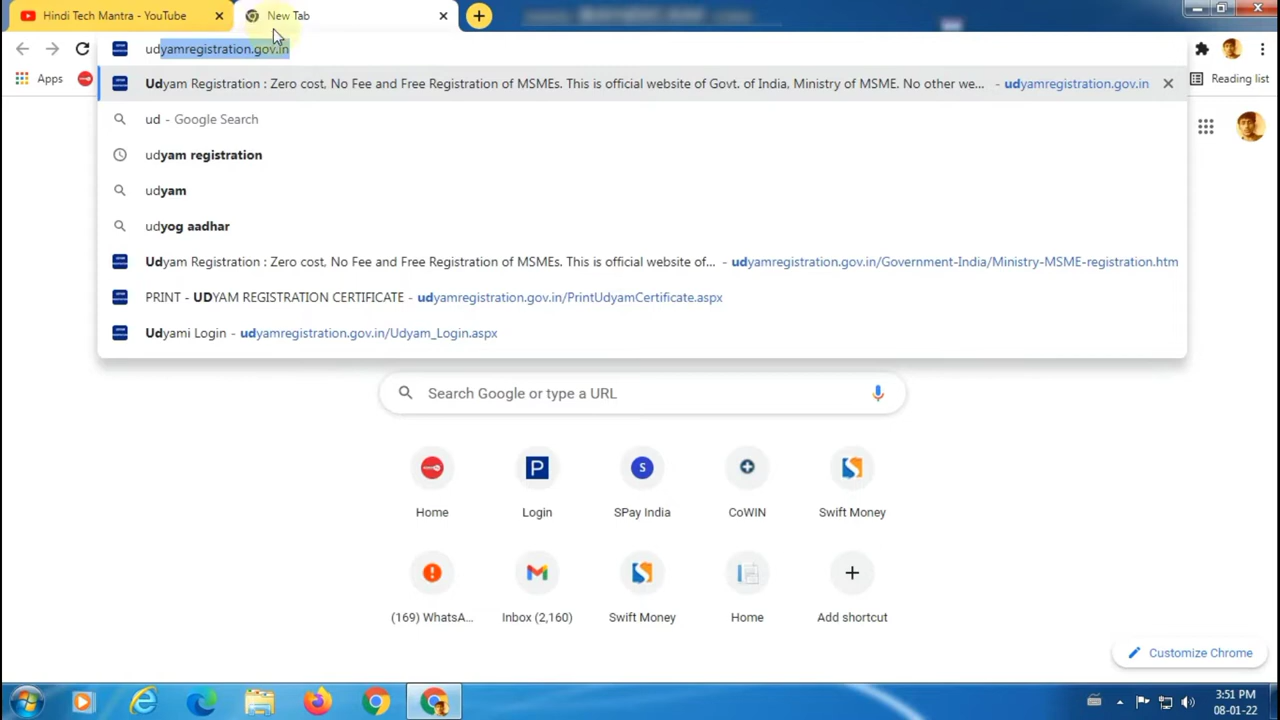 Hindi Tech Mantra - YouTube
New Tab
udyamregistration.gov.in
Apps
Reading list
Udyam Registration : Zero cost, No Fee and Free Registration of MSMEs. This is official website of Govt. of India, Ministry of MSME. No other we... - udyamregistration.gov.in
ud - Google Search
udyam registration
udyam
udyog aadhar
Udyam Registration : Zero cost, No Fee and Free Registration of MSMEs. This is official website of... - udyamregistration.gov.in/Government-India/Ministry-MSME-registration.htm
PRINT - UDYAM REGISTRATION CERTIFICATE - udyamregistration.gov.in/PrintUdyamCertificate.aspx
Udyami Login - udyamregistration.gov.in/Udyam_Login.aspx
Search Google or type a URL
P
S
Home
Login
SPay India
CoWIN
Swift Money
(169) WhatsA...
Inbox (2,160)
Swift Money
Home
Add shortcut
Customize Chrome
3:51 PM
08-01-22